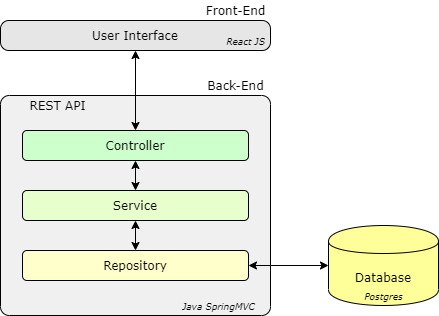 Front-End
User Interface
React JS
Back-End
REST API
Controller
Service
Repository
Database
Postgres
Java SpringMVC